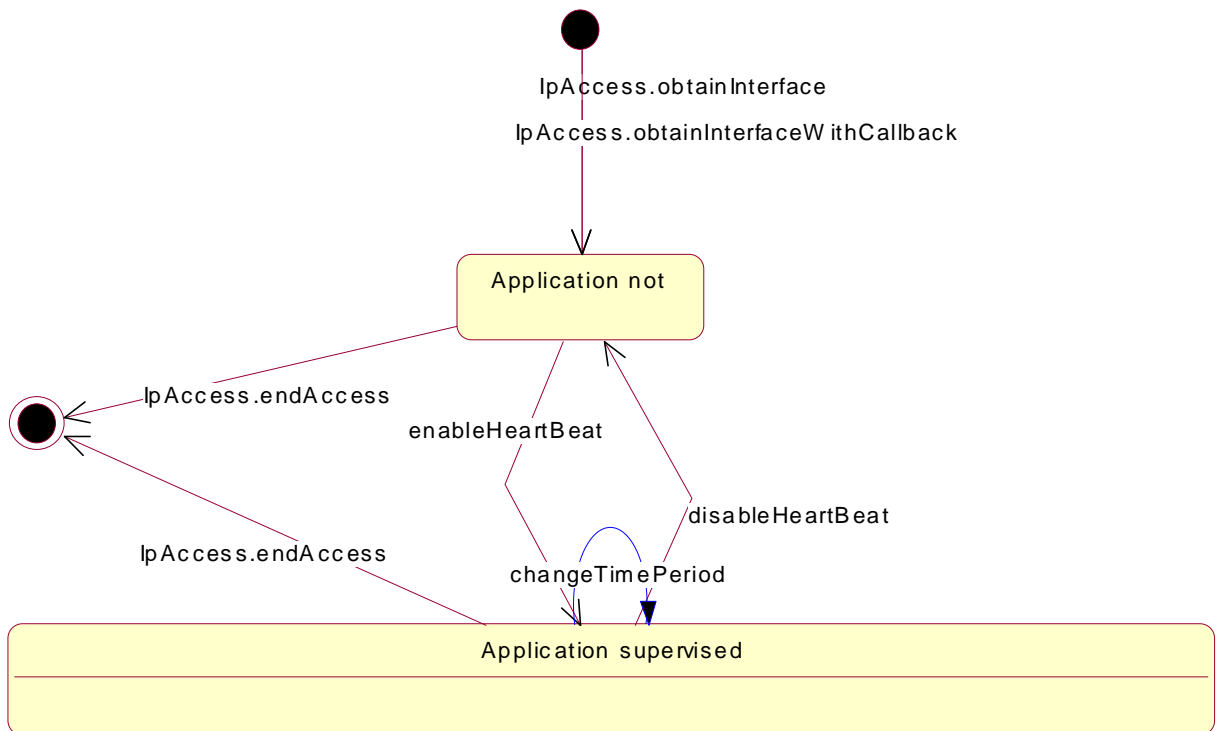 IpAccess.obtainInterface
IpAccess.obtainInterfaceWithCallback
Application not
IpAccess.endAccess
enableHeartBeat
disableHeartBeat
IpAccess.endAccess
changeTimePeriod
Application supervised